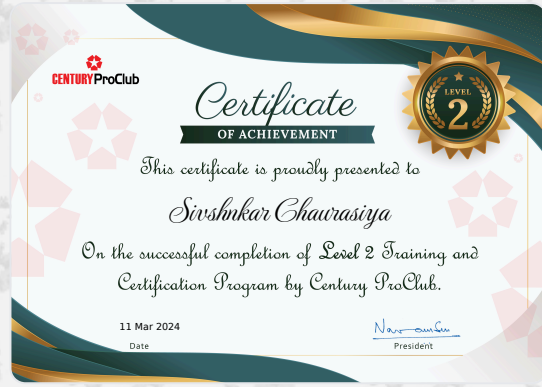 CENTURY ProClub
Certificate
OF ACHIEVEMENT
LEVEL
2
This certificate is proudly presented to
Sivshnkar Chaurasiya
On the successful completion of Level 2 Training and
Certification Program by Century ProClub.
11 Mar 2024
Date
President